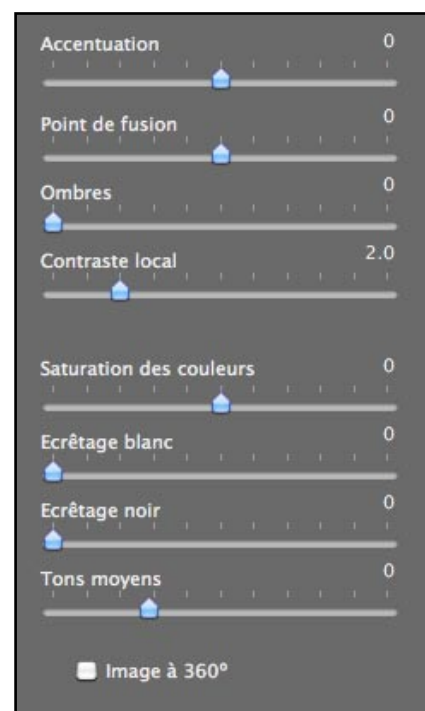 Accentuation 0
Point de fusion 0
Ombres 0
Contraste local 2.0
Saturation des couleurs 0
Ecrêtage blanc 0
Ecrêtage noir 0
Tons moyens 0
Image à 360°